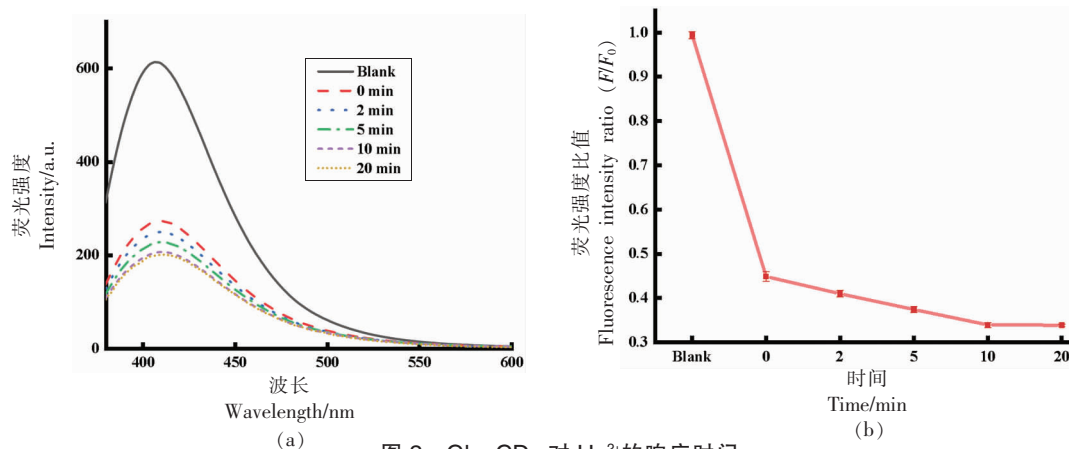 600
400
200
0
荧光强度
Intensity/a.u.
Blank
0 min
2 min
5 min
10 min
20 min
400 450 500 550 600
波长
Wavelength/nm
(a)
1.0
0.9
0.8
0.7
0.6
0.5
0.4
0.3
荧光强度比值
Fluorescence intensity ratio (F/F₀)
Blank 0 2 5 10 20
时间
Time/min
(b)